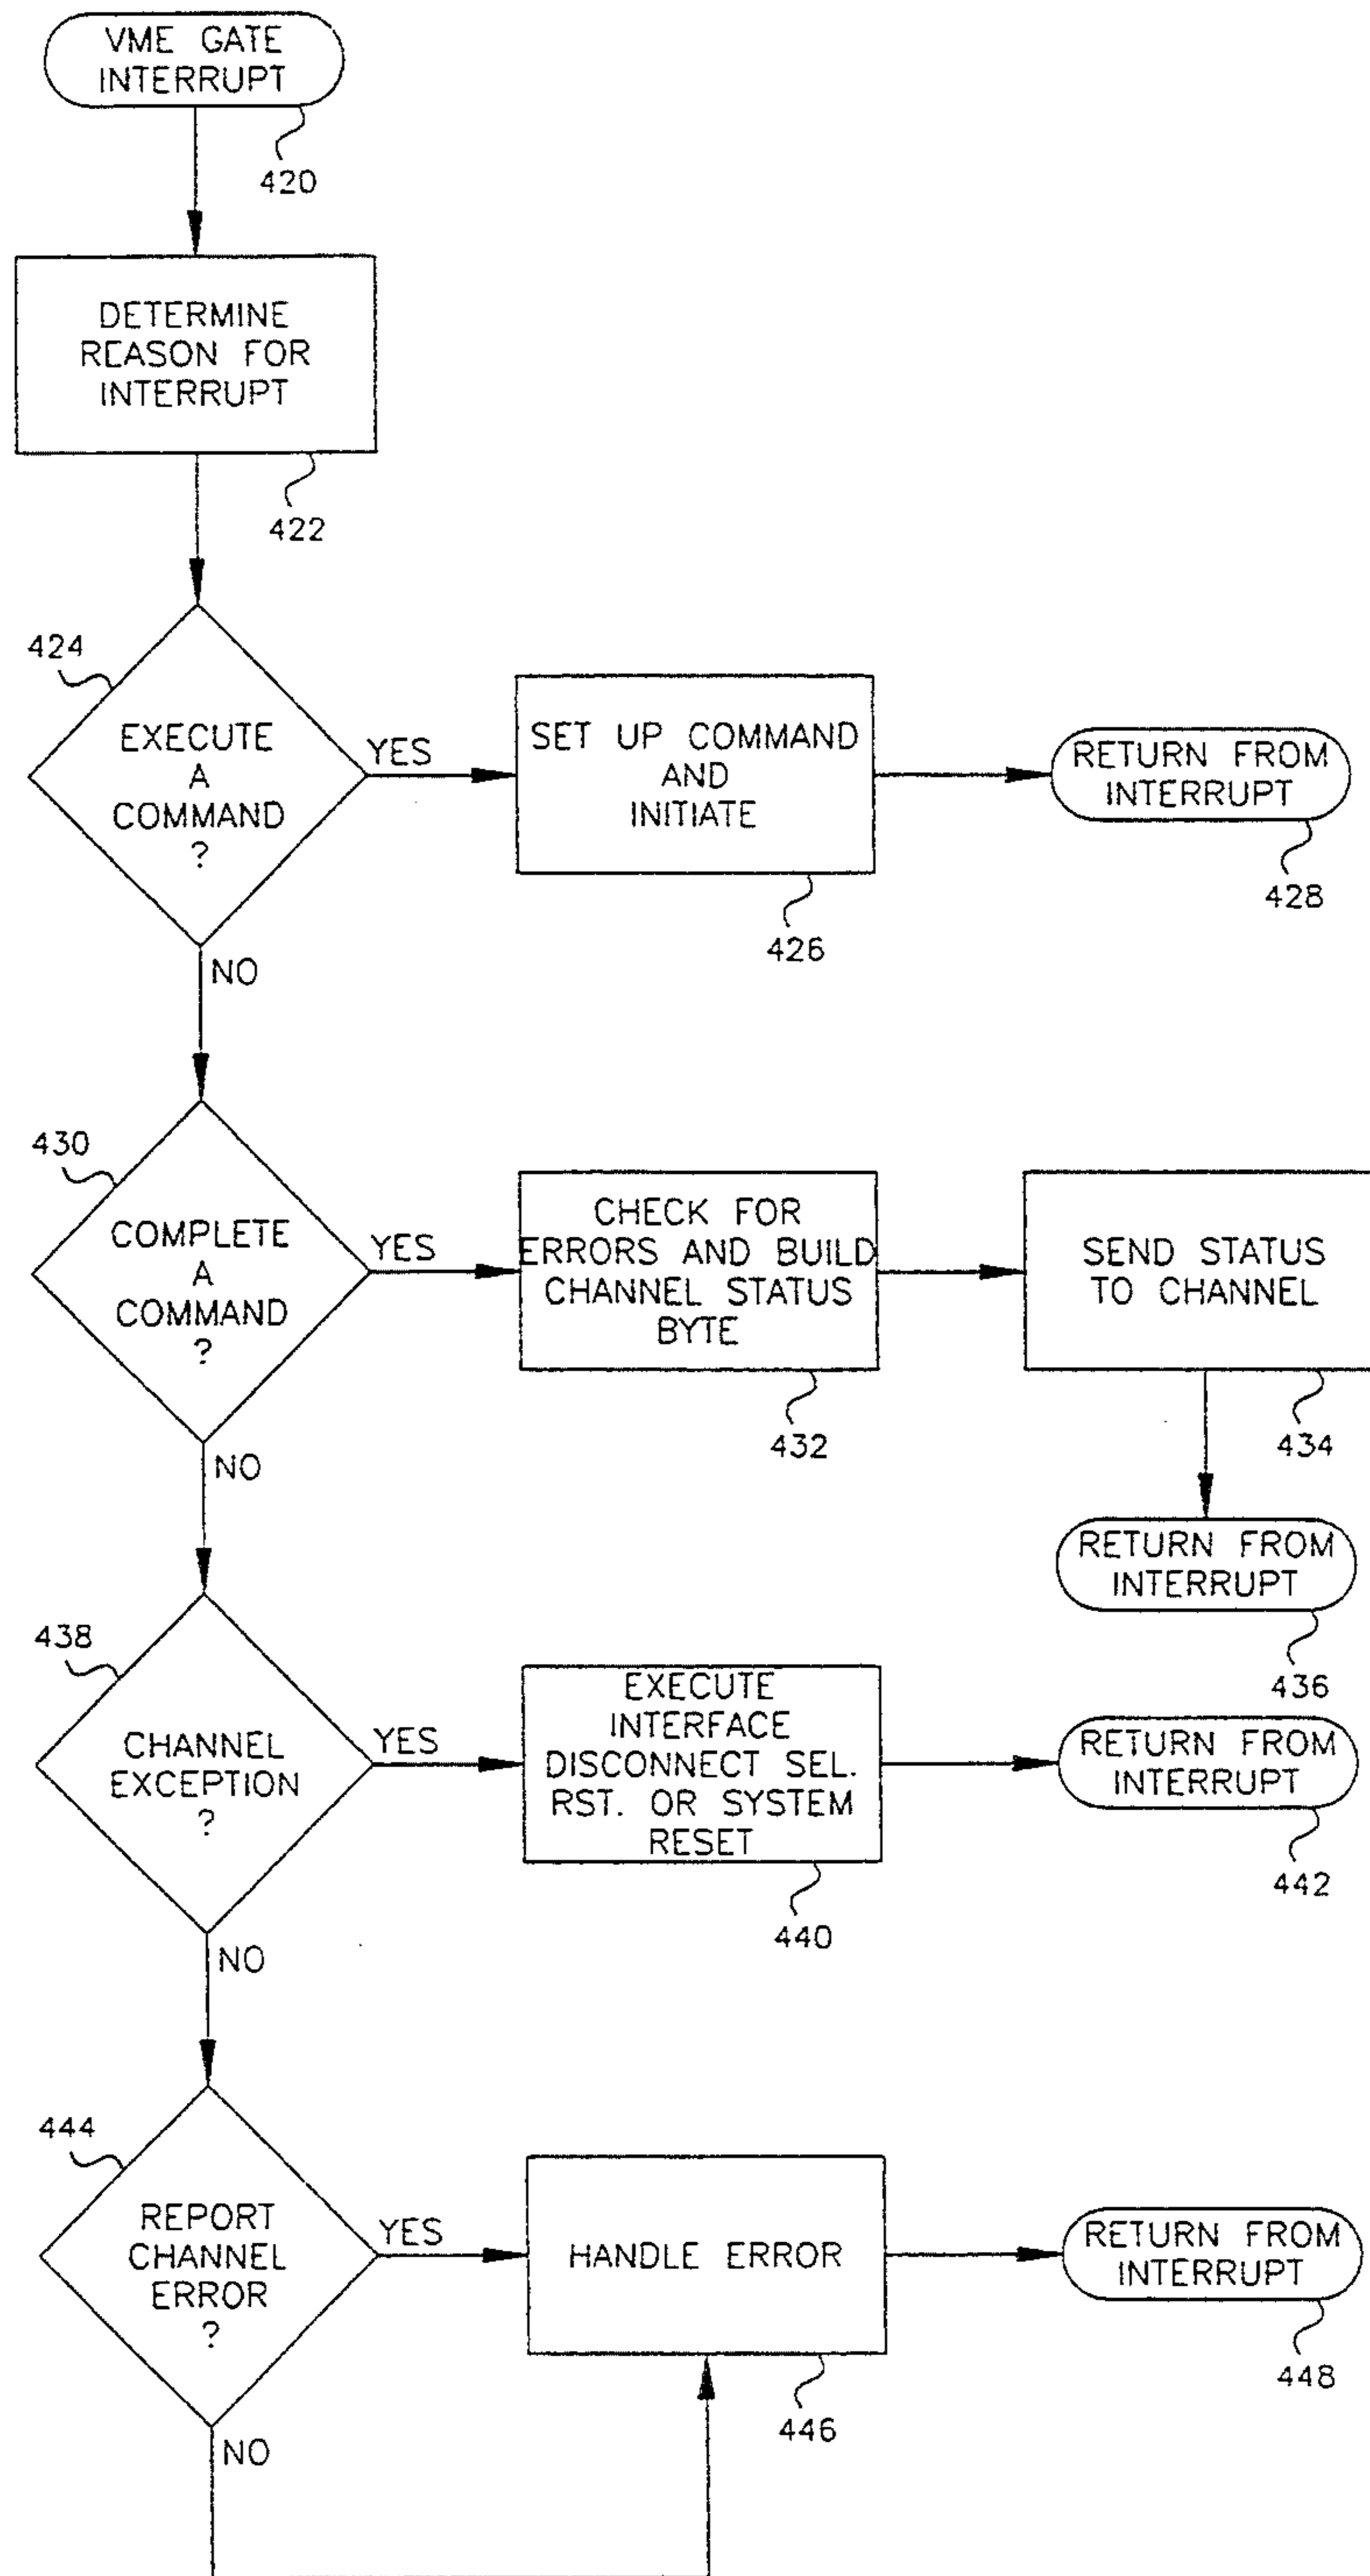 VME GATE
INTERRUPT
420
DETERMINE
REASON FOR
INTERRUPT
422
424
EXECUTE
A
COMMAND
?
YES
SET UP COMMAND
AND
INITIATE
426
RETURN FROM
INTERRUPT
428
NO
430
COMPLETE
A
COMMAND
?
YES
CHECK FOR
ERRORS AND BUILD
CHANNEL STATUS
BYTE
432
SEND STATUS
TO CHANNEL
434
RETURN FROM
INTERRUPT
436
NO
438
CHANNEL
EXCEPTION
?
YES
EXECUTE
INTERFACE
DISCONNECT SEL.
RST. OR SYSTEM
RESET
440
RETURN FROM
INTERRUPT
442
NO
444
REPORT
CHANNEL
ERROR
?
YES
HANDLE ERROR
446
RETURN FROM
INTERRUPT
448
NO